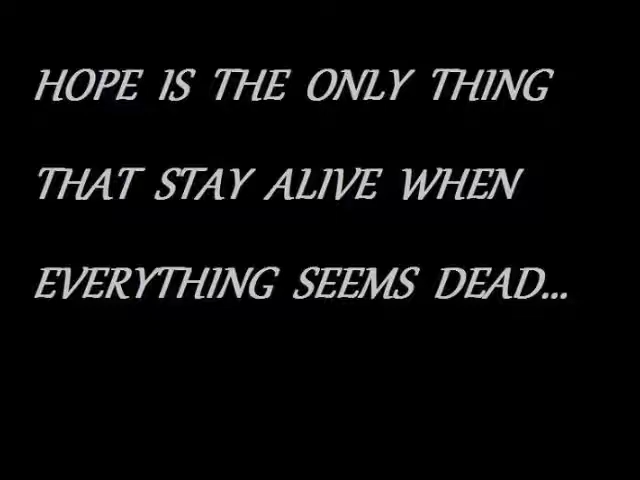 HOPE IS THE ONLY THING
THAT STAY ALIVE WHEN
EVERYTHING SEEMS DEAD...